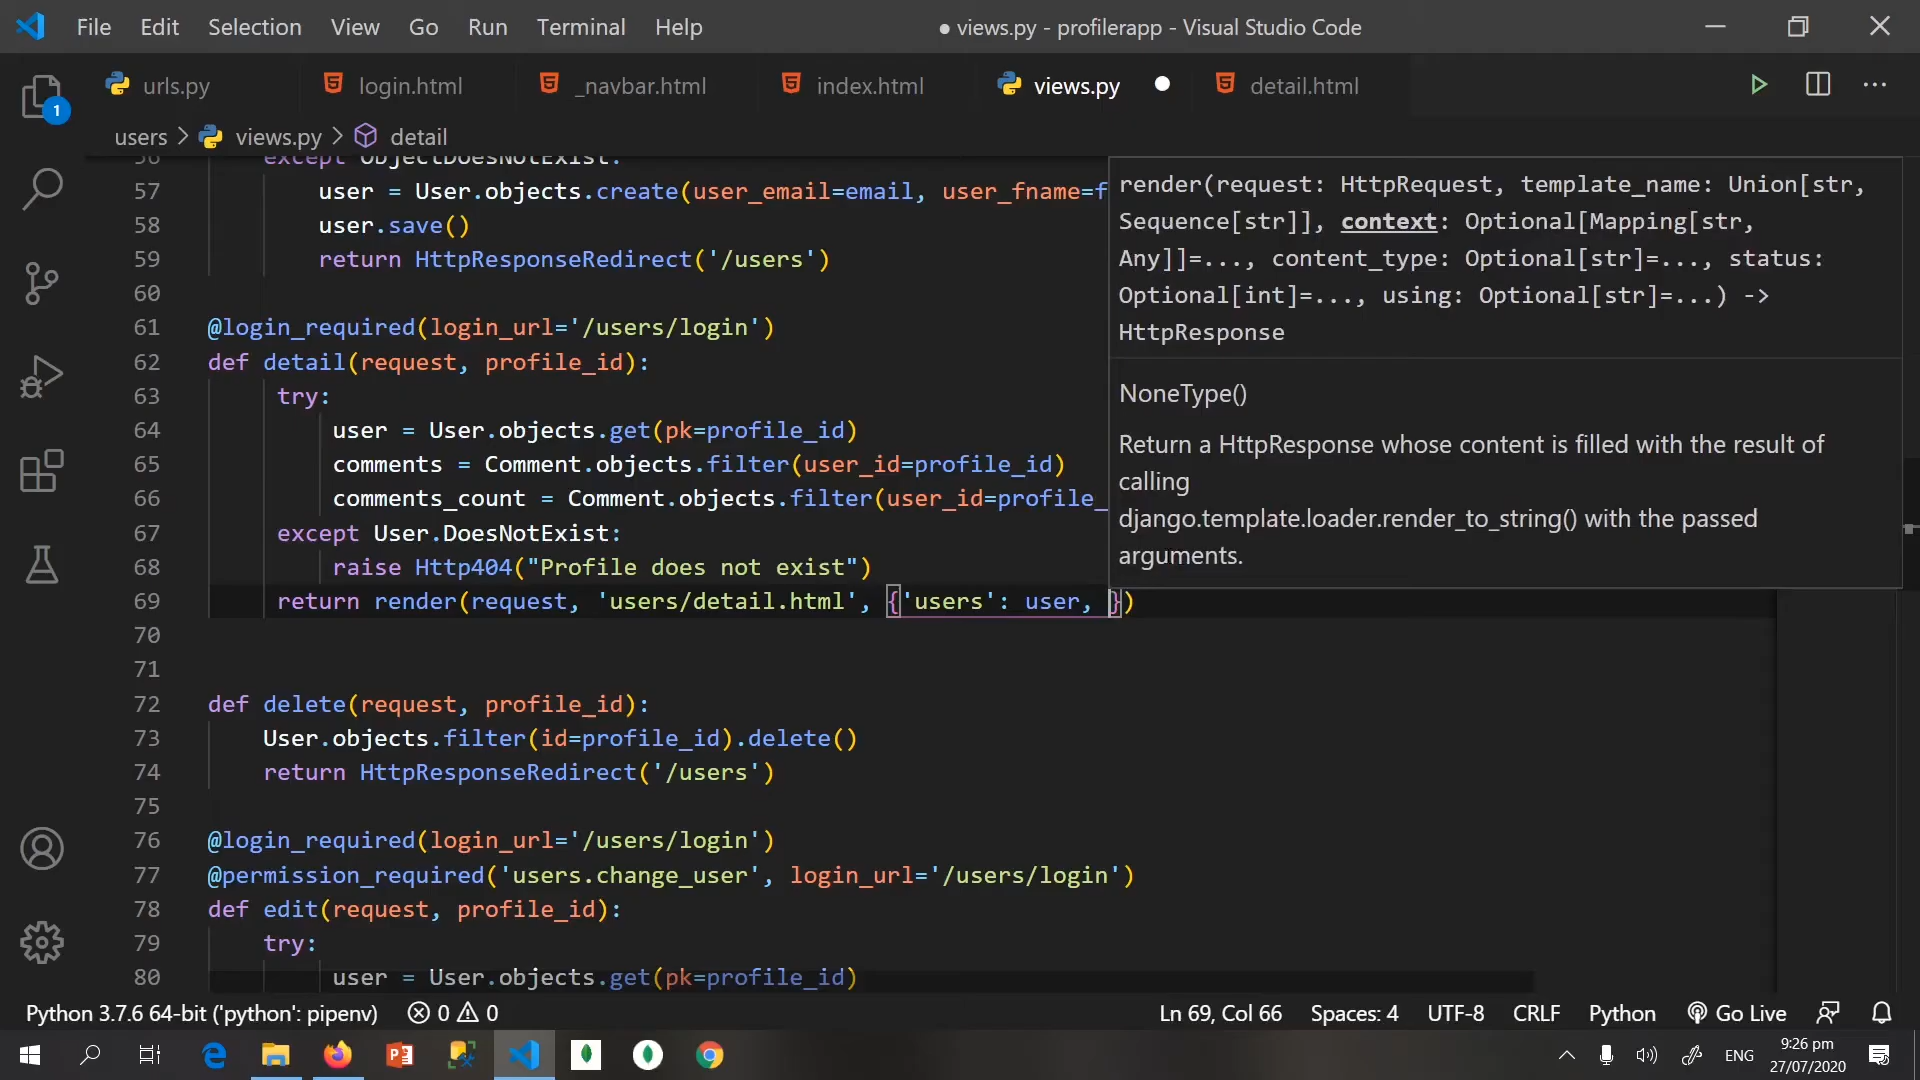 File Edit Selection View Go Run Terminal Help
● views.py - profilerapp - Visual Studio Code
urls.py login.html _navbar.html index.html views.py detail.html
1
users > views.py > detail
56 except ObjectDoesNotExist:
57 user = User.objects.create(user_email=email, user_fname=f
58 user.save()
59 return HttpResponseRedirect('/users')
60
61 @login_required(login_url='/users/login')
62 def detail(request, profile_id):
63 try:
64 user = User.objects.get(pk=profile_id)
65 comments = Comment.objects.filter(user_id=profile_id)
66 comments_count = Comment.objects.filter(user_id=profile_
67 except User.DoesNotExist:
68 raise Http404("Profile does not exist")
69 return render(request, 'users/detail.html', {'users': user, })
70
71
72 def delete(request, profile_id):
73 User.objects.filter(id=profile_id).delete()
74 return HttpResponseRedirect('/users')
75
76 @login_required(login_url='/users/login')
77 @permission_required('users.change_user', login_url='/users/login')
78 def edit(request, profile_id):
79 try:
80 user = User.objects.get(pk=profile_id)
render(request: HttpRequest, template_name: Union[str,
Sequence[str]], context: Optional[Mapping[str,
Any]]=..., content_type: Optional[str]=..., status:
Optional[int]=..., using: Optional[str]=...) ->
HttpResponse
NoneType()
Return a HttpResponse whose content is filled with the result of
calling
django.template.loader.render_to_string() with the passed
arguments.
Python 3.7.6 64-bit ('python': pipenv) 0 0 Ln 69, Col 66 Spaces: 4 UTF-8 CRLF Python Go Live
ENG
9:26 pm
27/07/2020